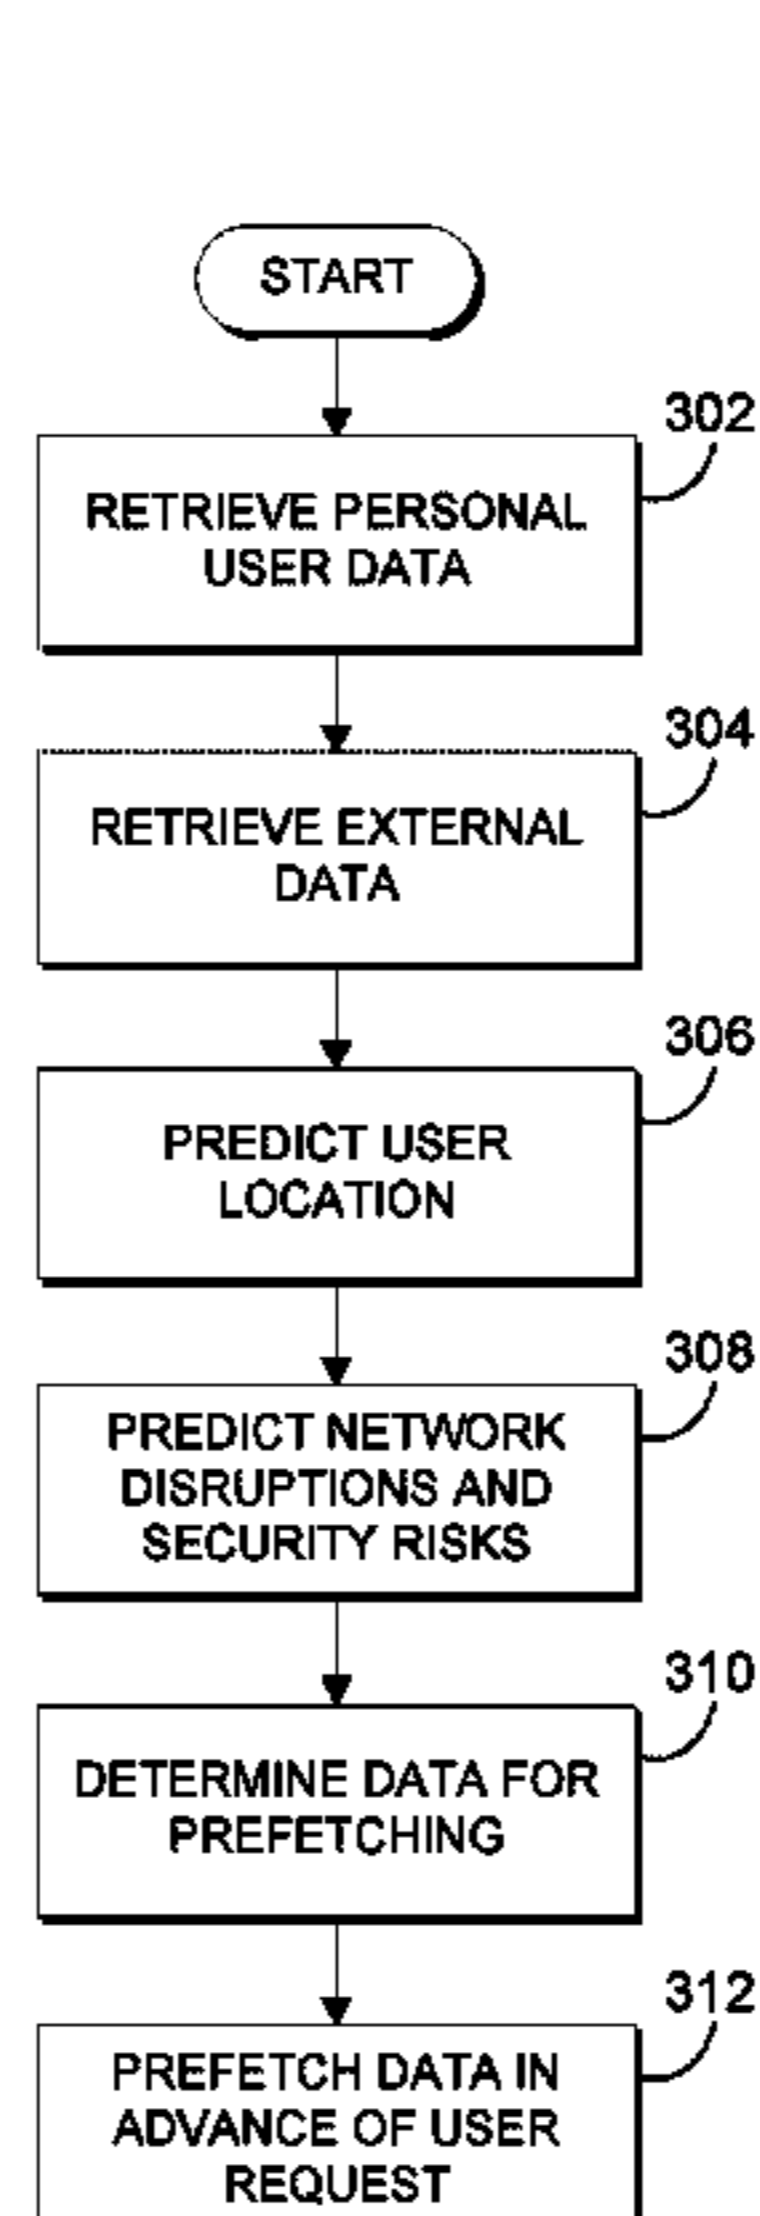 START
302
RETRIEVE PERSONAL
USER DATA
304
RETRIEVE EXTERNAL
DATA
306
PREDICT USER
LOCATION
308
PREDICT NETWORK
DISRUPTIONS AND
SECURITY RISKS
310
DETERMINE DATA FOR
PREFETCHING
312
PREFETCH DATA IN
ADVANCE OF USER
REQUEST